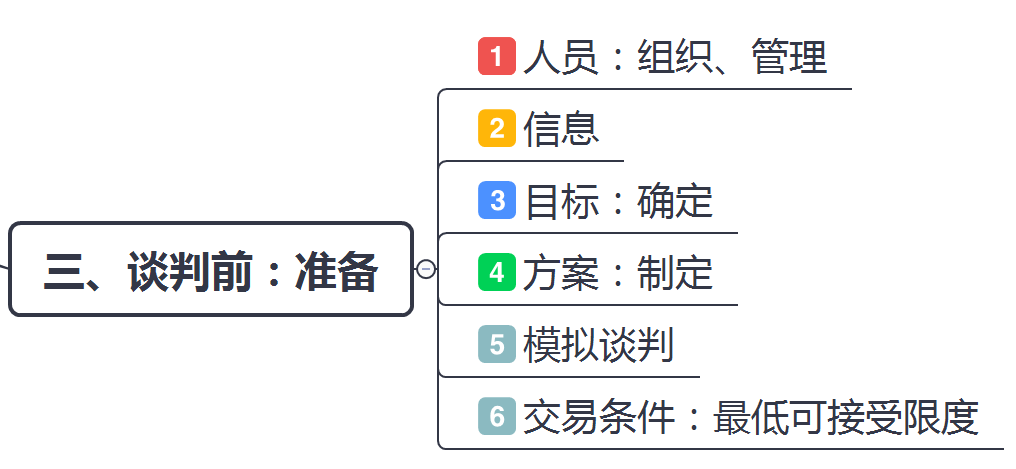 三、谈判前：准备
1 人员：组织、管理
2 信息
3 目标：确定
4 方案：制定
5 模拟谈判
6 交易条件：最低可接受限度